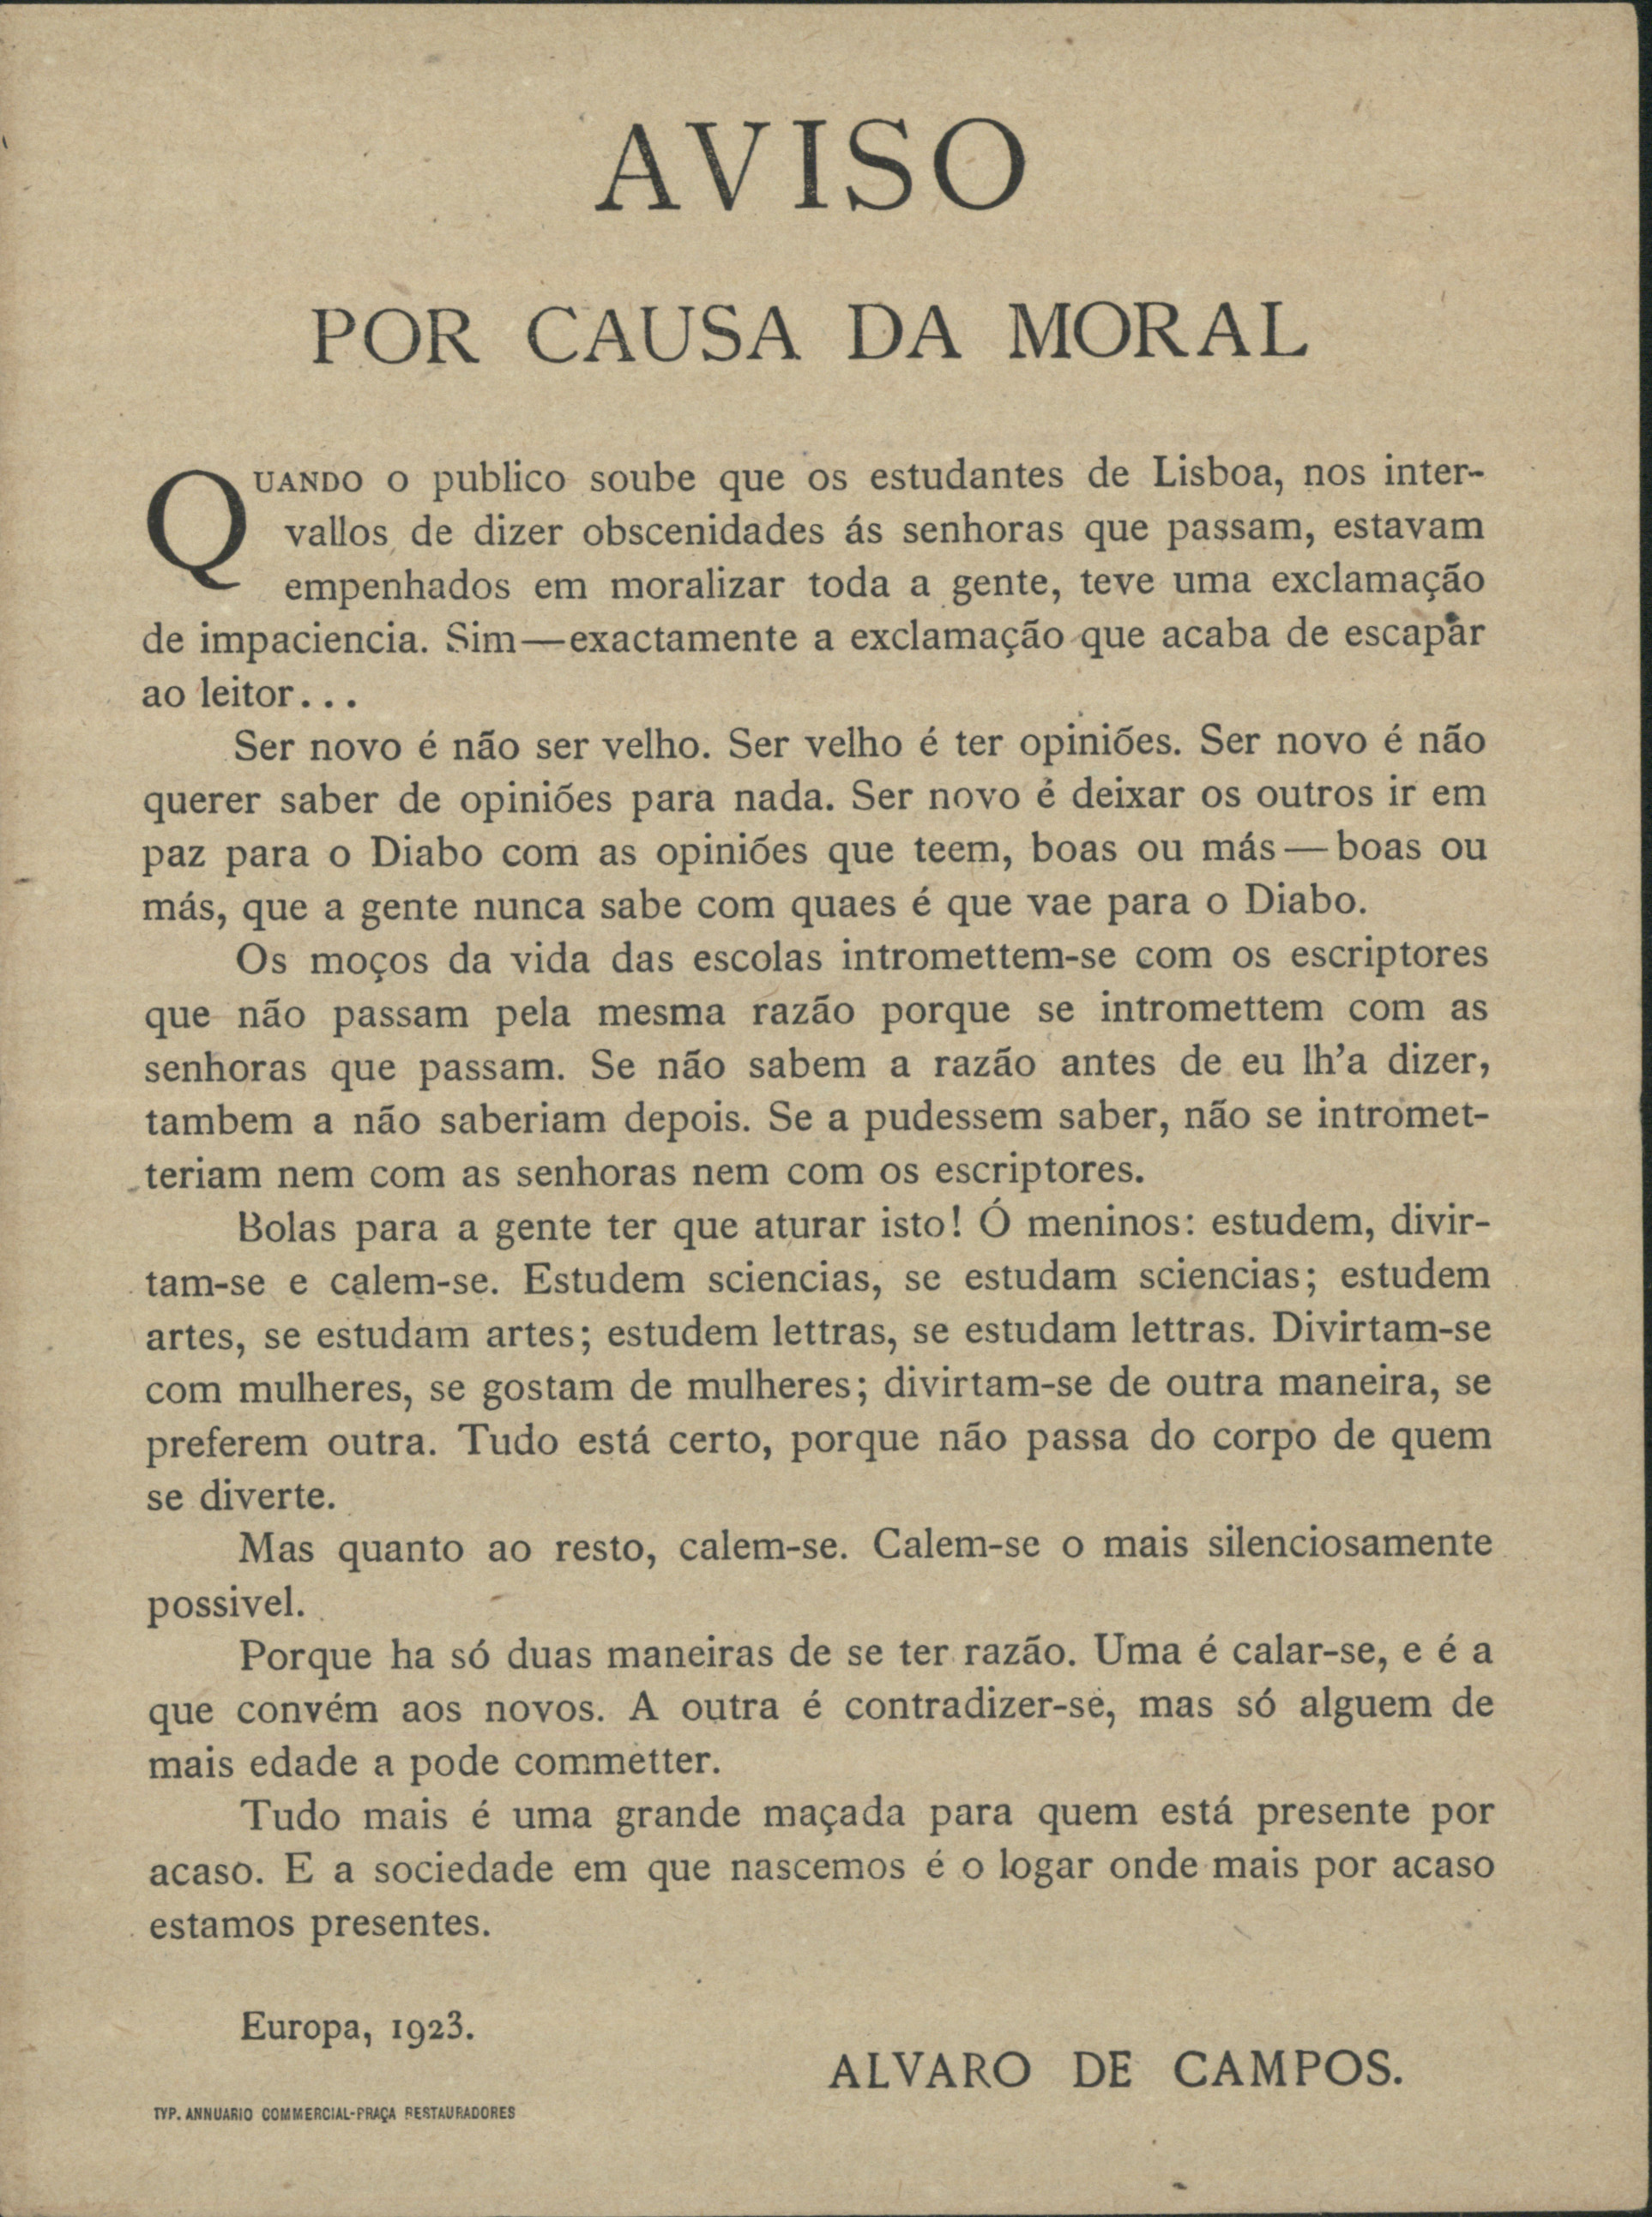 AVISO
POR CAUSA DA MORAL
QUANDO o publico soube que os estudantes de Lisboa, nos inter-
vallos de dizer obscenidades ás senhoras que passam, estavam
empenhados em moralizar toda a gente, teve uma exclamação
de impaciencia. Sim—exactamente a exclamação que acaba de escapar
ao leitor...
Ser novo é não ser velho. Ser velho é ter opiniões. Ser novo é não
querer saber de opiniões para nada. Ser novo é deixar os outros ir em
paz para o Diabo com as opiniões que teem, boas ou más — boas ou
más, que a gente nunca sabe com quaes é que vae para o Diabo.
Os moços da vida das escolas intromettem-se com os escriptores
que não passam pela mesma razão porque se intromettem com as
senhoras que passam. Se não sabem a razão antes de eu lh'a dizer,
tambem a não saberiam depois. Se a pudessem saber, não se intromet-
teriam nem com as senhoras nem com os escriptores.
Bolas para a gente ter que aturar isto! Ó meninos: estudem, divir-
tam-se e calem-se. Estudem sciencias, se estudam sciencias; estudem
artes, se estudam artes; estudem lettras, se estudam lettras. Divirtam-se
com mulheres, se gostam de mulheres; divirtam-se de outra maneira, se
preferem outra. Tudo está certo, porque não passa do corpo de quem
se diverte.
Mas quanto ao resto, calem-se. Calem-se o mais silenciosamente
possivel.
Porque ha só duas maneiras de se ter razão. Uma é calar-se, e é a
que convém aos novos. A outra é contradizer-se, mas só alguem de
mais edade a pode commetter.
Tudo mais é uma grande maçada para quem está presente por
acaso. E a sociedade em que nascemos é o logar onde mais por acaso
estamos presentes.
Europa, 1923.
ALVARO DE CAMPOS.
TYP. ANNUARIO COMMERCIAL-PRAÇA RESTAURADORES